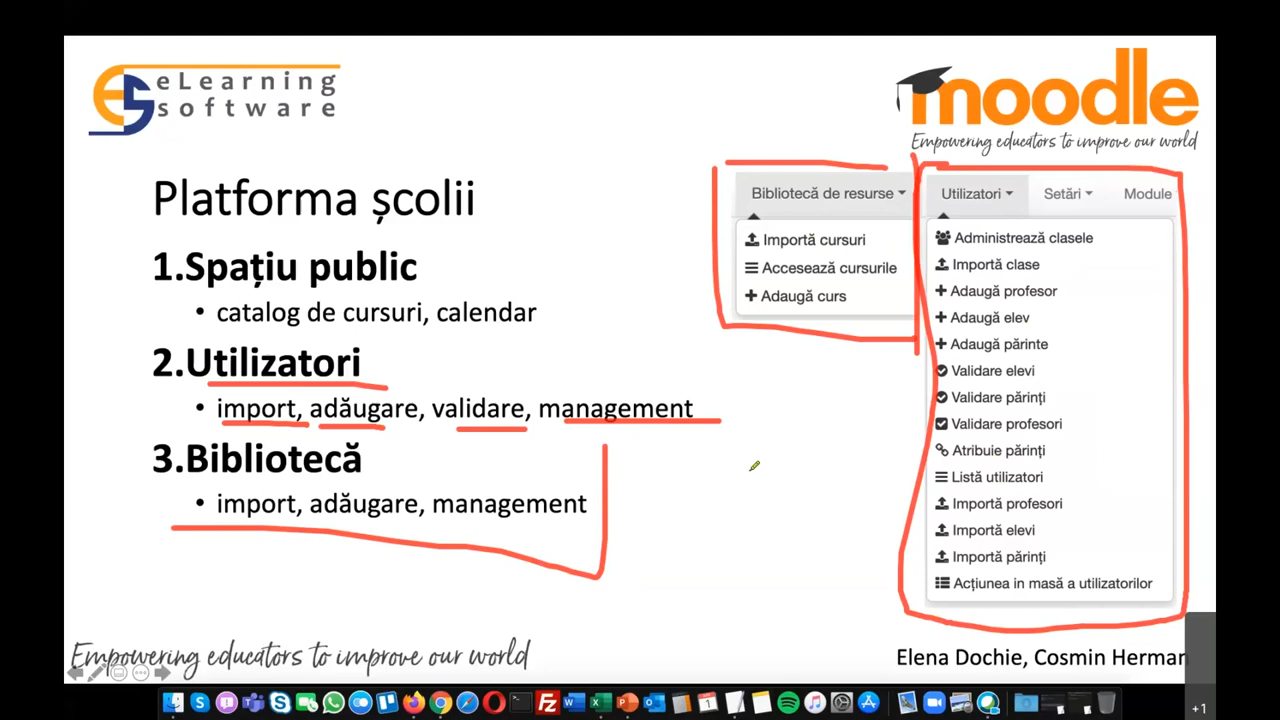 eLearning
software
moodle
Empowering educators to improve our world
Platforma școlii
1.Spațiu public
• catalog de cursuri, calendar
2.Utilizatori
• import, adăugare, validare, management
3.Bibliotecă
• import, adăugare, management
Bibliotecă de resurse
Importă cursuri
Accesează cursurile
Adaugă curs
Utilizatori Setări Module
Administrează clasele
Importă clase
Adaugă profesor
Adaugă elev
Adaugă părinte
Validare elevi
Validare părinți
Validare profesori
Atribuie părinți
Listă utilizatori
Importă profesori
Importă elevi
Importă părinți
Acțiunea in masă a utilizatorilor
Empowering educators to improve our world
Elena Dochie, Cosmin Herman
+1